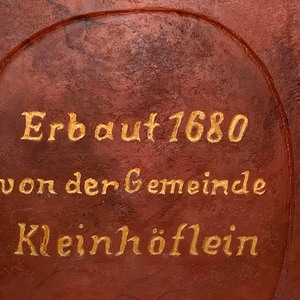 Erbaut 1680
von der Gemeinde
Kleinhöflein